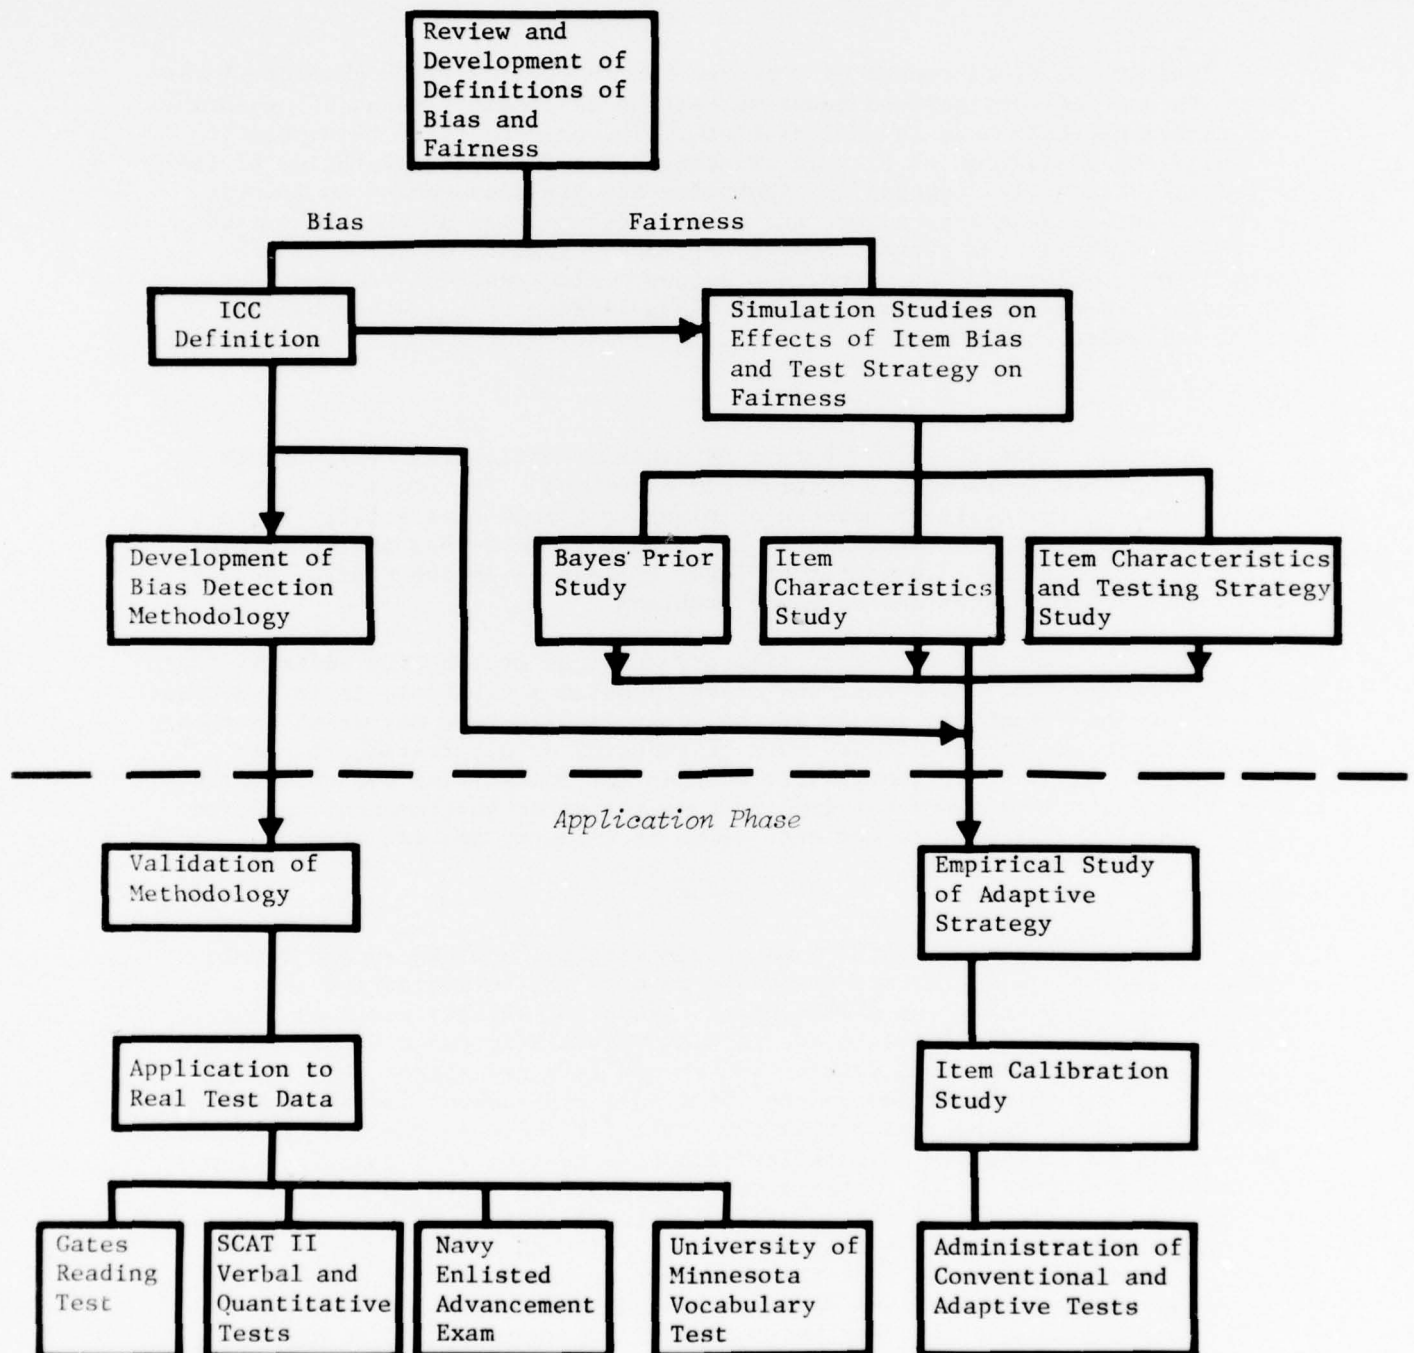 Review and
Development of
Definitions of
Bias and
Fairness
Bias
Fairness
ICC
Definition
Simulation Studies on
Effects of Item Bias
and Test Strategy on
Fairness
Development of
Bias Detection
Methodology
Bayes' Prior
Study
Item
Characteristics
Study
Item Characteristics
and Testing Strategy
Study
Application Phase
Validation of
Methodology
Empirical Study
of Adaptive
Strategy
Application to
Real Test Data
Item Calibration
Study
Gates
Reading
Test
SCAT II
Verbal and
Quantitative
Tests
Navy
Enlisted
Advancement
Exam
University of
Minnesota
Vocabulary
Test
Administration of
Conventional and
Adaptive Tests